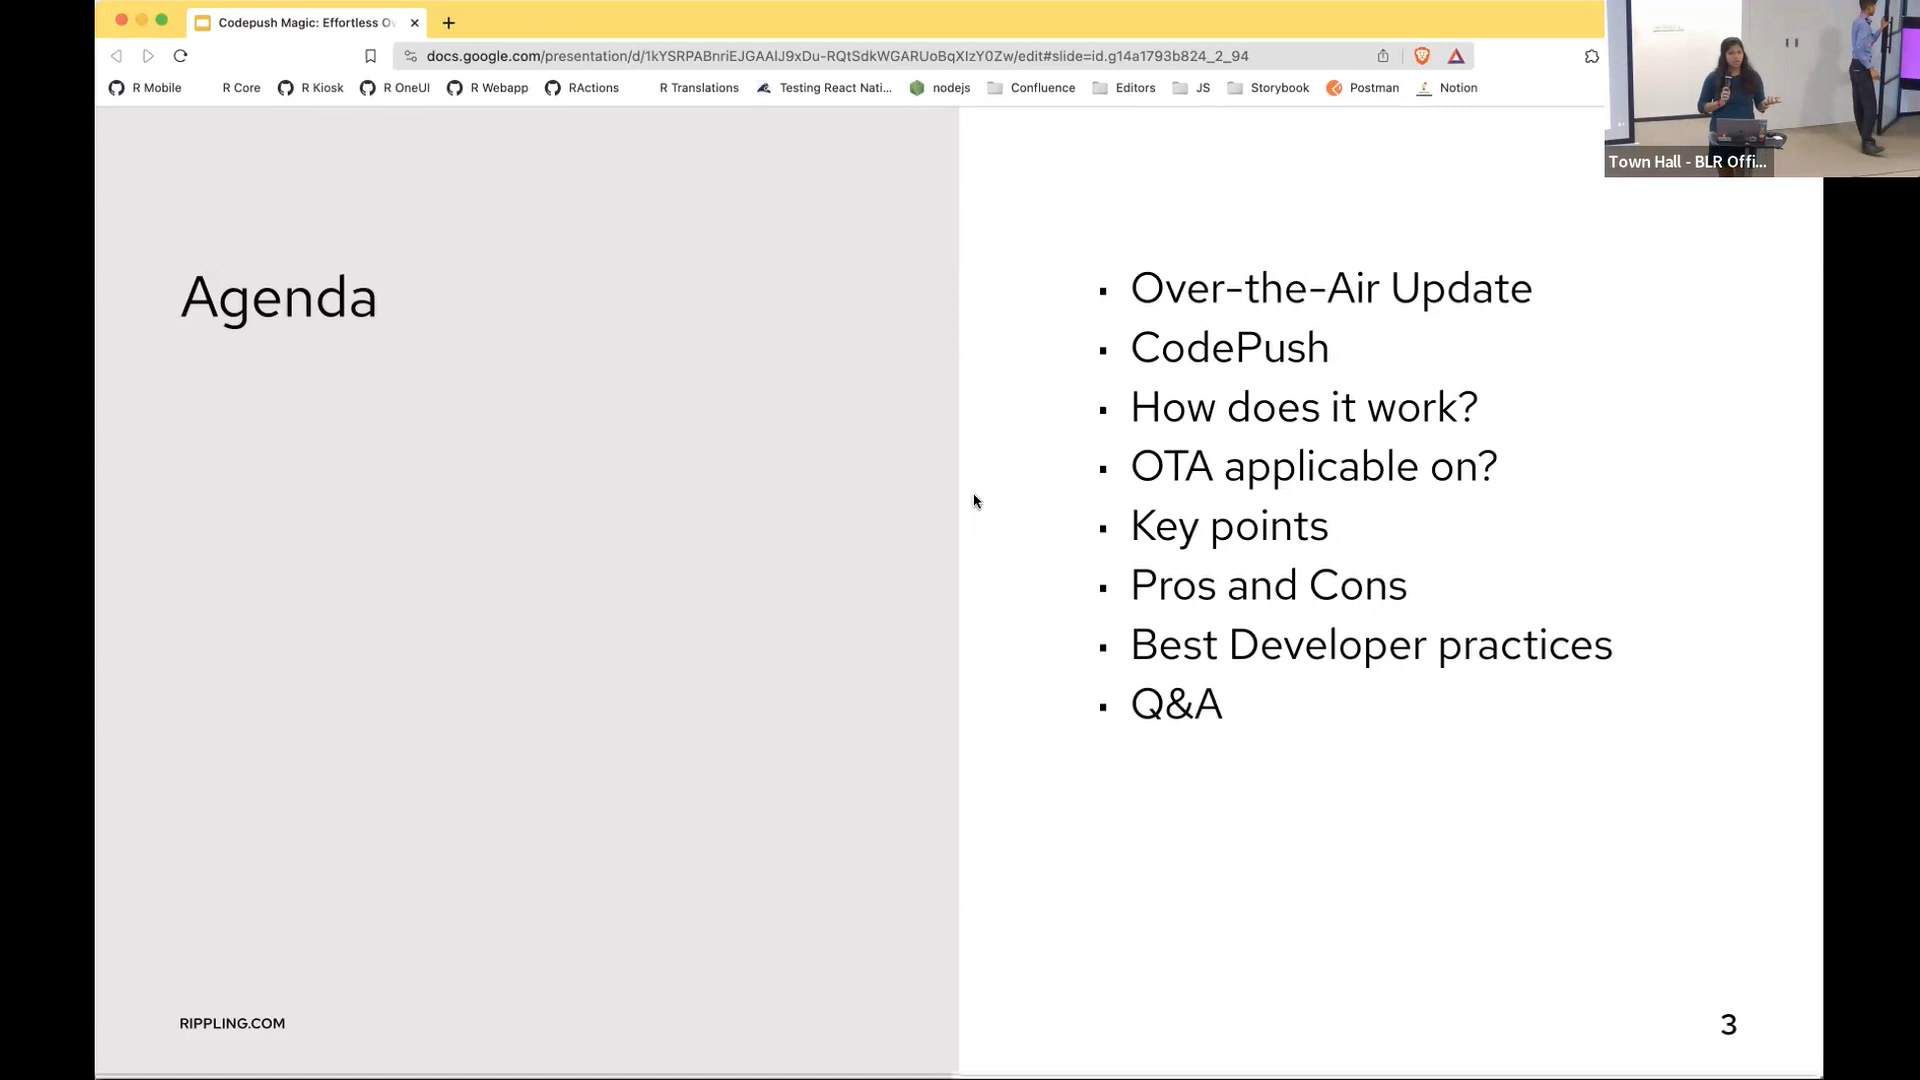 Codepush Magic: Effortless O
docs.google.com/presentation/d/1kYSRPABnriEJGAAlJ9xDu-RQtSdkWGARUoBqXIzY0Zw/edit#slide=id.g14a1793b824_2_94
R Mobile R Core R Kiosk R OneUI R Webapp RActions R Translations Testing React Nati... nodejs Confluence Editors JS Storybook Postman Notion
Town Hall - BLR Offi...
Agenda
▪ Over-the-Air Update
▪ CodePush
▪ How does it work?
▪ OTA applicable on?
▪ Key points
▪ Pros and Cons
▪ Best Developer practices
▪ Q&A
RIPPLING.COM
3